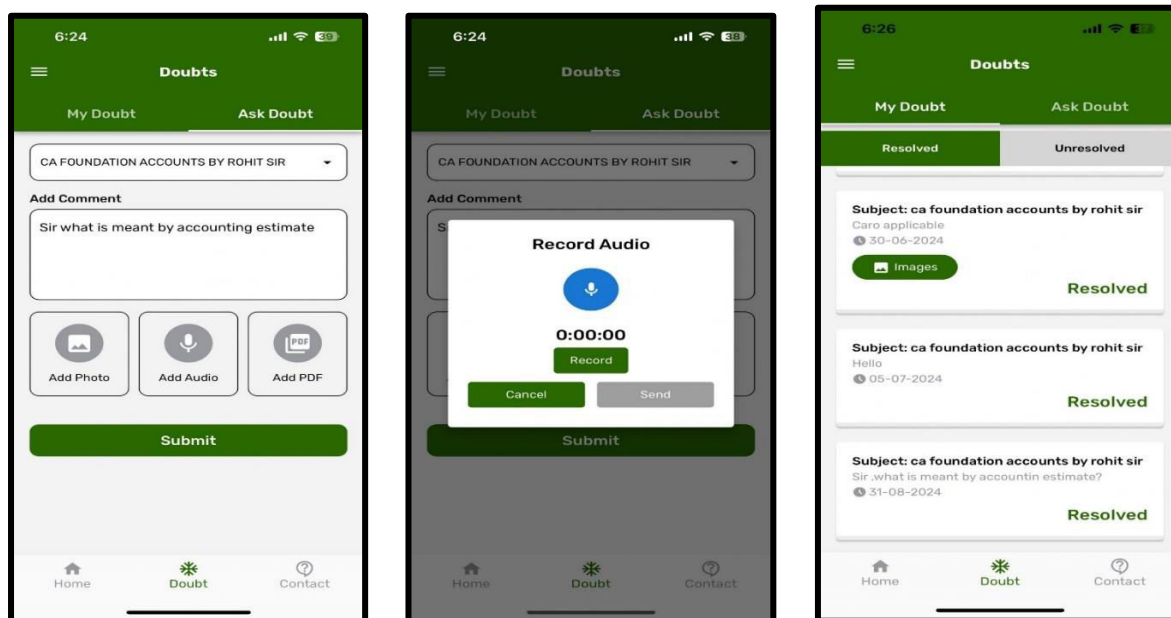 6:24
39
Doubts
My Doubt
Ask Doubt
CA FOUNDATION ACCOUNTS BY ROHIT SIR
Add Comment
Sir what is meant by accounting estimate
Add Photo
Add Audio
PDF
Add PDF
Submit
Home
Doubt
Contact
6:24
38
Doubts
My Doubt
Ask Doubt
CA FOUNDATION ACCOUNTS BY ROHIT SIR
Add Comment
S
Record Audio
0:00:00
Record
Cancel
Send
Submit
Home
Doubt
Contact
6:26
Doubts
My Doubt
Ask Doubt
Resolved
Unresolved
Subject: ca foundation accounts by rohit sir
Caro applicable
30-06-2024
Images
Resolved
Subject: ca foundation accounts by rohit sir
Hello
05-07-2024
Resolved
Subject: ca foundation accounts by rohit sir
Sir ,what is meant by accountin estimate?
31-08-2024
Resolved
Home
Doubt
Contact